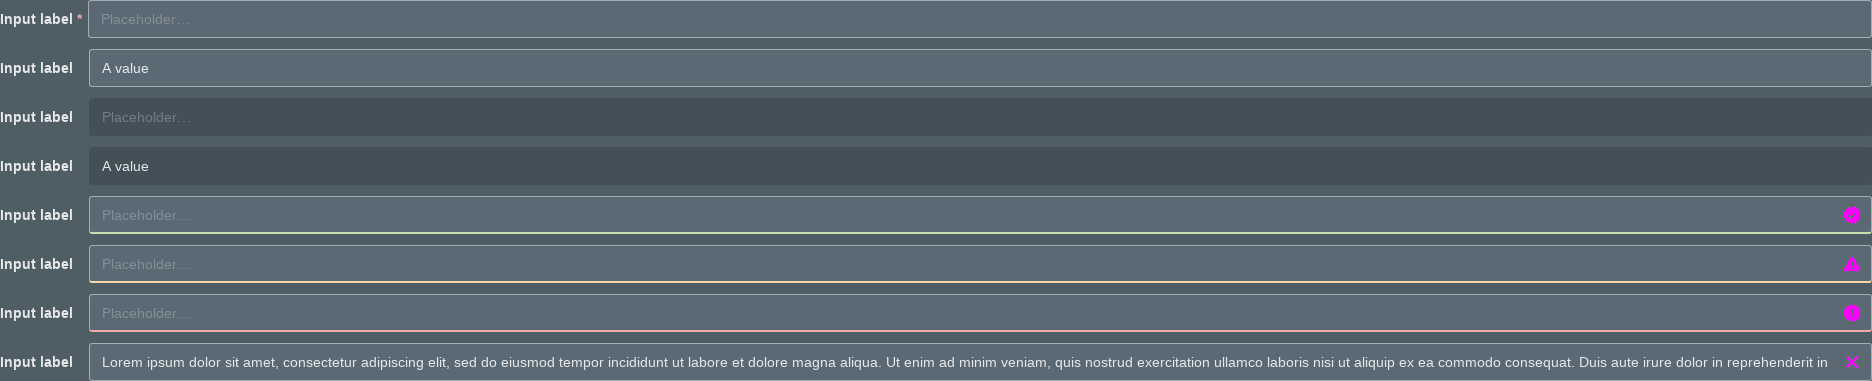 Input label * Placeholder…
Input label A value
Input label Placeholder…
Input label A value
Input label Placeholder…
Input label Placeholder…
Input label Placeholder…
Input label Lorem ipsum dolor sit amet, consectetur adipiscing elit, sed do eiusmod tempor incididunt ut labore et dolore magna aliqua. Ut enim ad minim veniam, quis nostrud exercitation ullamco laboris nisi ut aliquip ex ea commodo consequat. Duis aute irure dolor in reprehenderit in